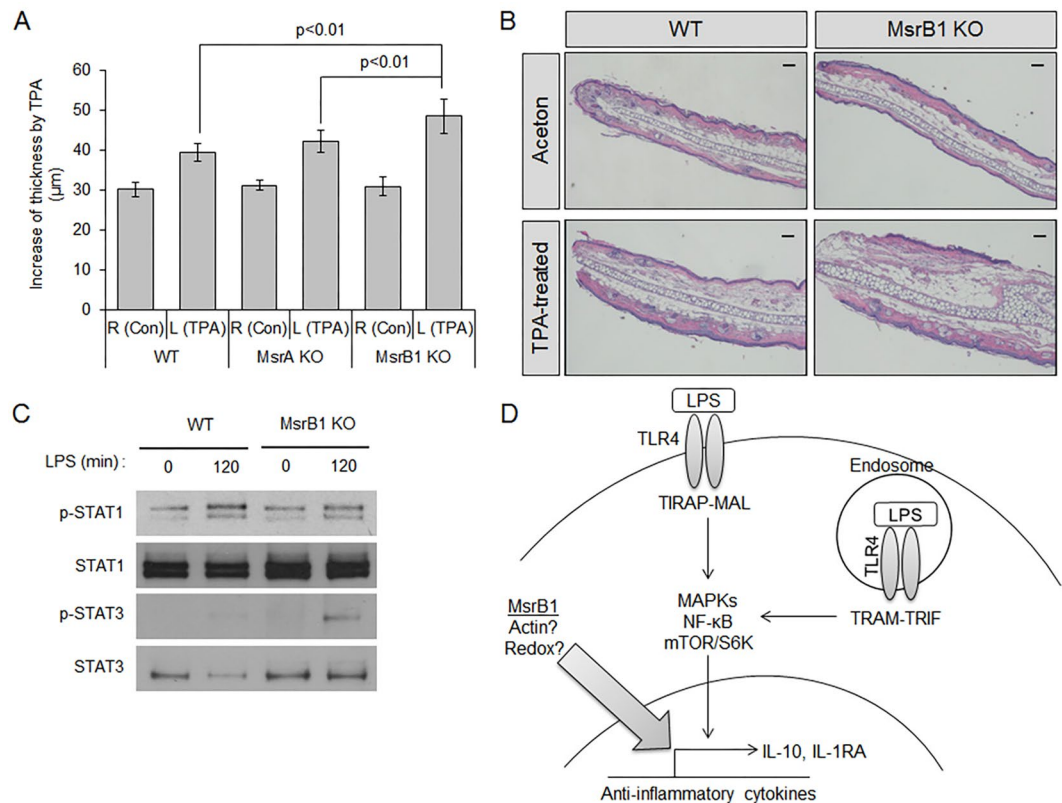 A
p<0.01
p<0.01
Increase of thickness by TPA
(µm)
60
50
40
30
20
10
0
R (Con) L (TPA) R (Con) L (TPA) R (Con) L (TPA)
WT MsrA KO MsrB1 KO
B
WT MsrB1 KO
Aceton
TPA-treated
C
WT MsrB1 KO
LPS (min) : 0 120 0 120
p-STAT1
STAT1
p-STAT3
STAT3
D
LPS
TLR4
TIRAP-MAL
Endosome
LPS
TLR4
TRAM-TRIF
MAPKs
NF-κB
mTOR/S6K
MsrB1
Actin?
Redox?
IL-10, IL-1RA
Anti-inflammatory cytokines